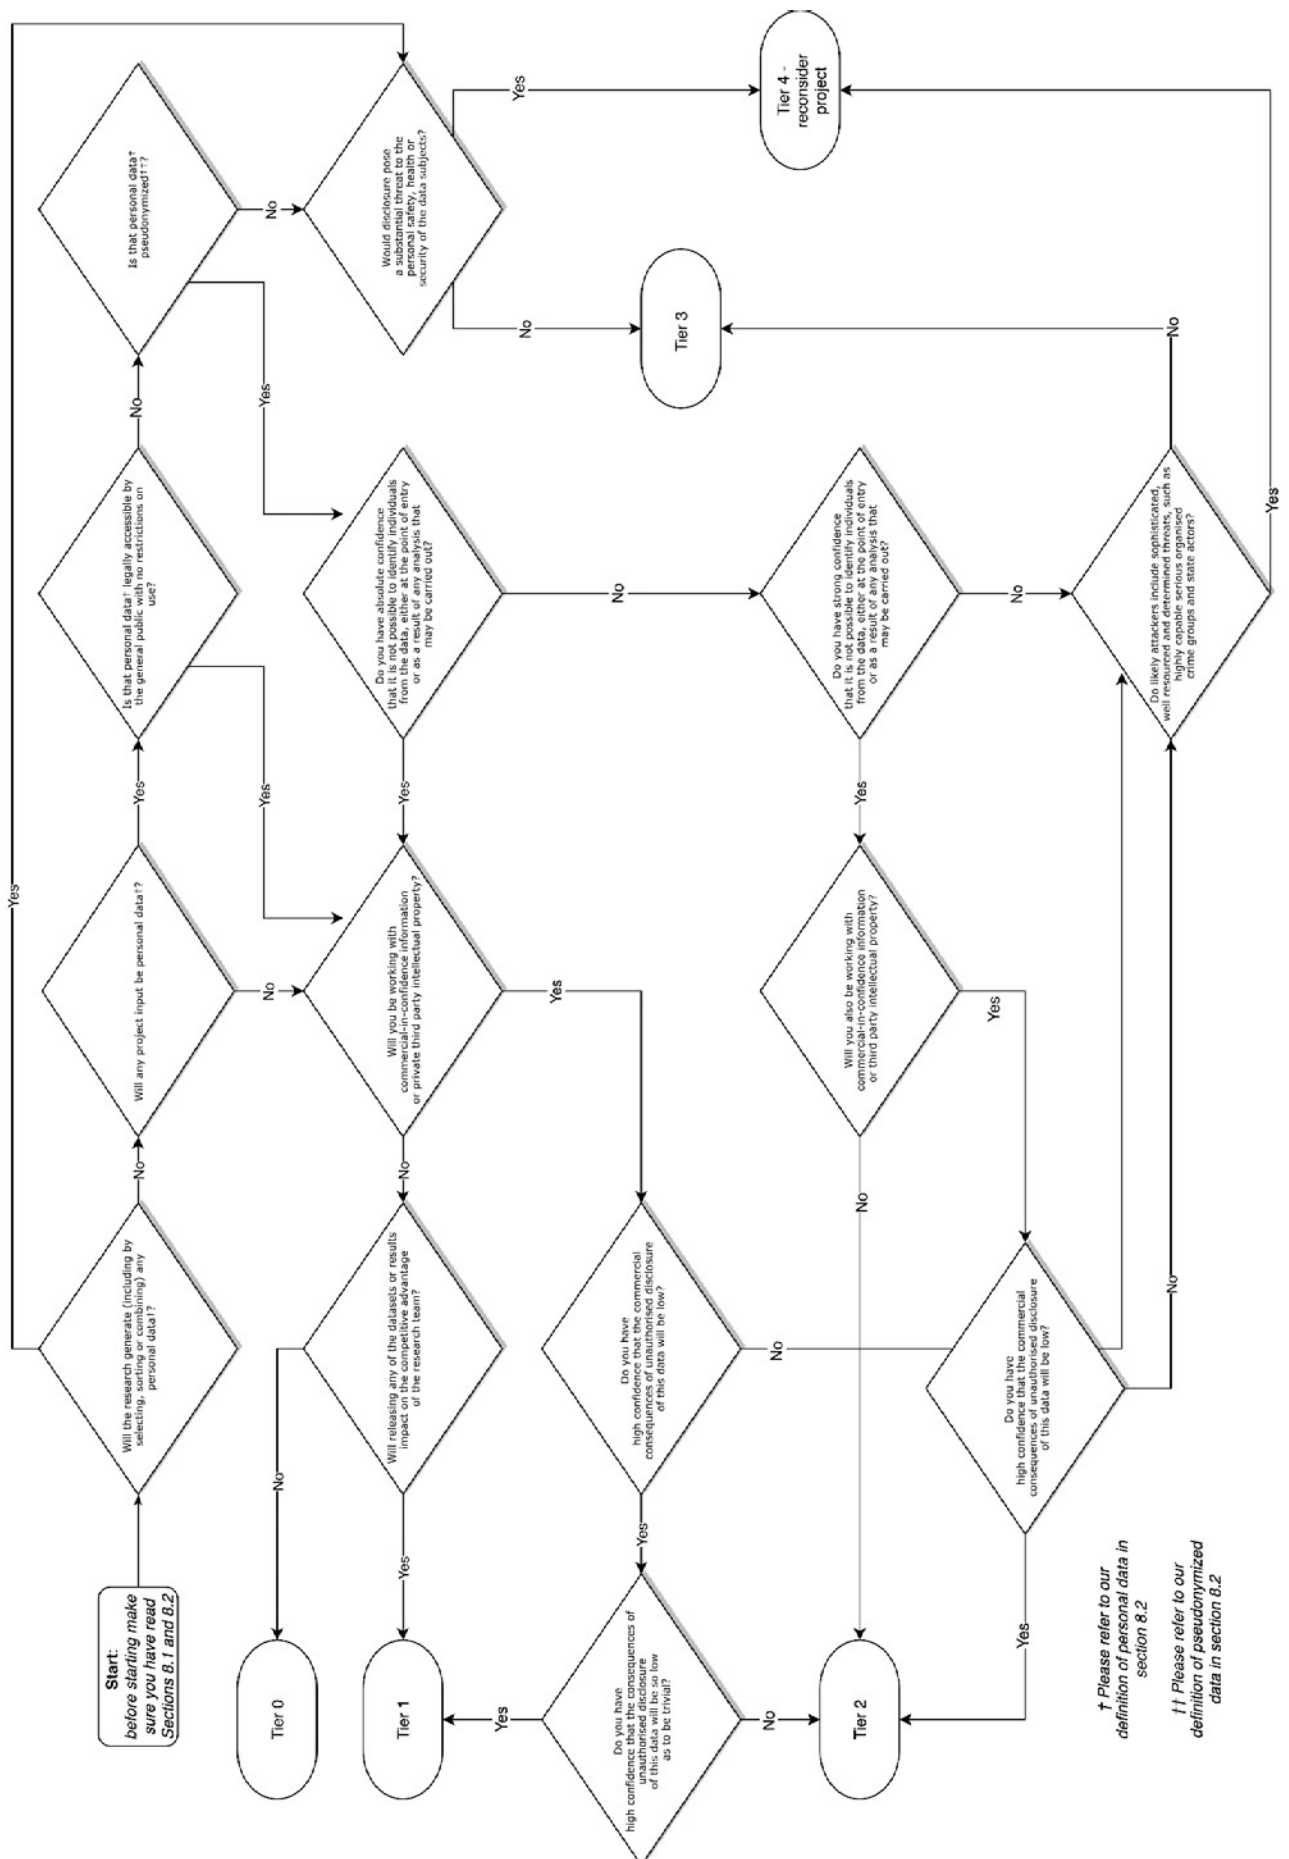 Start:
before starting make
sure you have read
Sections 8.1 and 8.2
Will the research generate (including by
selecting, sorting or combining) any
personal data†?
Yes
No
Will any project input be personal data†?
No
Yes
Is that personal data† legally accessible by
the general public with no restrictions on
use?
Yes
No
Is that personal data†
pseudonymized††?
Yes
No
Would disclosure pose
a substantial threat to the
personal safety, health or
security of the data subjects?
Yes
No
Do you have absolute confidence
that it is not possible to identify individuals
from the data, either at the point of entry
or as a result of any analysis that
may be carried out?
Yes
No
Will you be working with
commercial-in-confidence information
or private third party intellectual property?
No
Yes
Will releasing any of the datasets or results
impact on the competitive advantage
of the research team?
No
Yes
Tier 0
Tier 1
Do you have
high confidence that the commercial
consequences of unauthorised disclosure
of this data will be low?
Yes
No
Do you have
high confidence that the consequences of
unauthorised disclosure
of this data will be so low
as to be trivial?
Yes
No
Tier 2
Do you have strong confidence
that it is not possible to identify individuals
from the data, either at the point of entry
or as a result of any analysis that
may be carried out?
Yes
No
Will you also be working with
commercial-in-confidence information
or third party intellectual property?
No
Yes
Do you have
high confidence that the commercial
consequences of unauthorised disclosure
of this data will be low?
Yes
No
Do likely attackers include sophisticated,
well resourced and determined threats, such as
highly capable serious organised
crime groups and state actors?
No
Yes
Tier 3
Tier 4 -
reconsider
project
† Please refer to our
definition of personal data in
section 8.2
†† Please refer to our
definition of pseudonymized
data in section 8.2